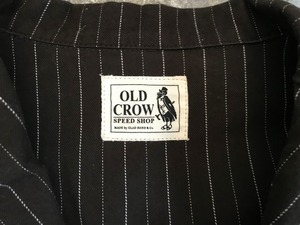 OLD
CROW
SPEED SHOP
MADE by GLAD HAND & Co.